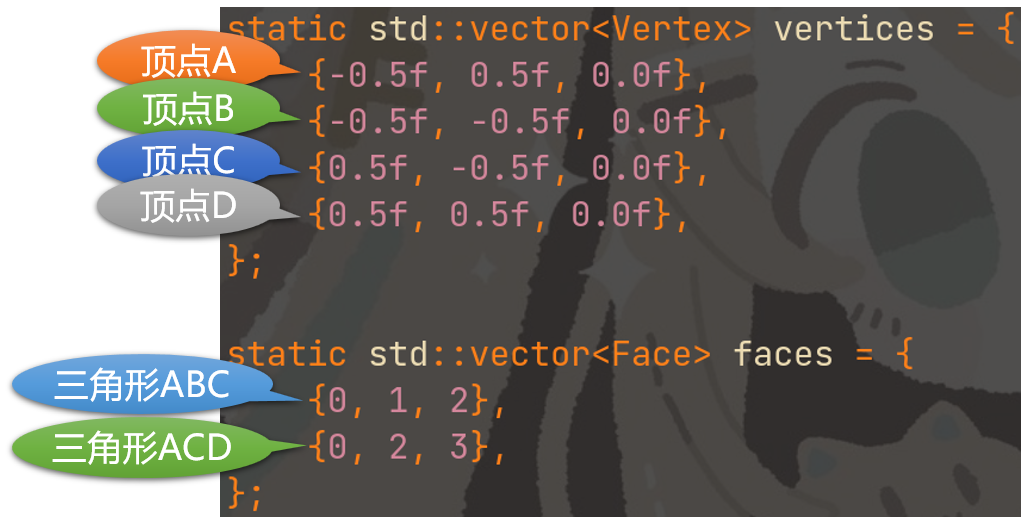 static std::vector<Vertex> vertices = {
顶点A {-0.5f, 0.5f, 0.0f},
顶点B {-0.5f, -0.5f, 0.0f},
顶点C {0.5f, -0.5f, 0.0f},
顶点D {0.5f, 0.5f, 0.0f},
};
static std::vector<Face> faces = {
三角形ABC {0, 1, 2},
三角形ACD {0, 2, 3},
};